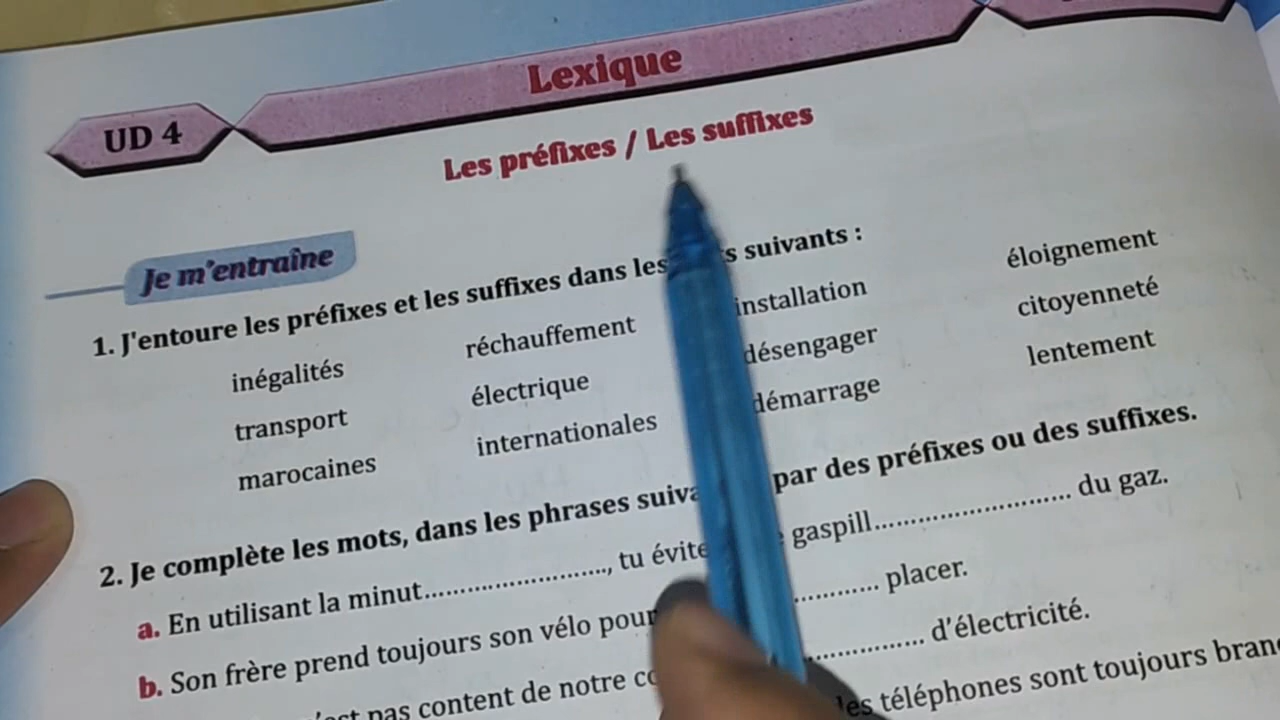 Lexique
UD 4
Les préfixes / Les suffixes
Je m'entraîne
1. J'entoure les préfixes et les suffixes dans les suivants :
inégalités réchauffement installation éloignement
transport électrique désengager citoyenneté
marocaines internationales démarrage lentement
2. Je complète les mots, dans les phrases par des préfixes ou des suffixes.
a. En utilisant la minut........................, tu gaspill........................... du gaz.
b. Son frère prend toujours son vélo pour ........... placer.
pas content de notre ............... d'électricité.
téléphones sont toujours